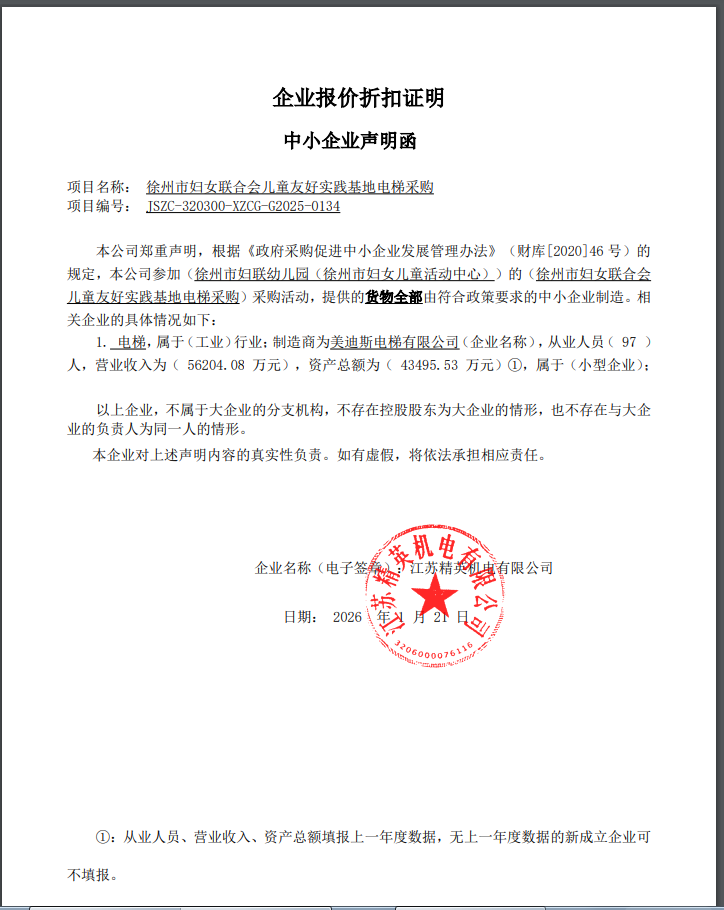 企业报价折扣证明
中小企业声明函
项目名称： 徐州市妇女联合会儿童友好实践基地电梯采购
项目编号： JSZC-320300-XZCG-G2025-0134
本公司郑重声明，根据《政府采购促进中小企业发展管理办法》（财库[2020]46 号）的
规定，本公司参加（徐州市妇联幼儿园（徐州市妇女儿童活动中心））的（徐州市妇女联合会
儿童友好实践基地电梯采购）采购活动，提供的货物全部由符合政策要求的中小企业制造。相
关企业的具体情况如下：
1. 电梯，属于（工业）行业；制造商为美迪斯电梯有限公司（企业名称），从业人员（ 97 ）
人，营业收入为（ 56204.08 万元），资产总额为（ 43495.53 万元）①，属于（小型企业）；
以上企业，不属于大企业的分支机构，不存在控股股东为大企业的情形，也不存在与大企
业的负责人为同一人的情形。
本企业对上述声明内容的真实性负责。如有虚假，将依法承担相应责任。
企业名称（电子签章）：江苏精英机电有限公司
日期： 2026 年 1 月 21 日
江苏精英机电有限公司
3206000076116
①：从业人员、营业收入、资产总额填报上一年度数据，无上一年度数据的新成立企业可
不填报。